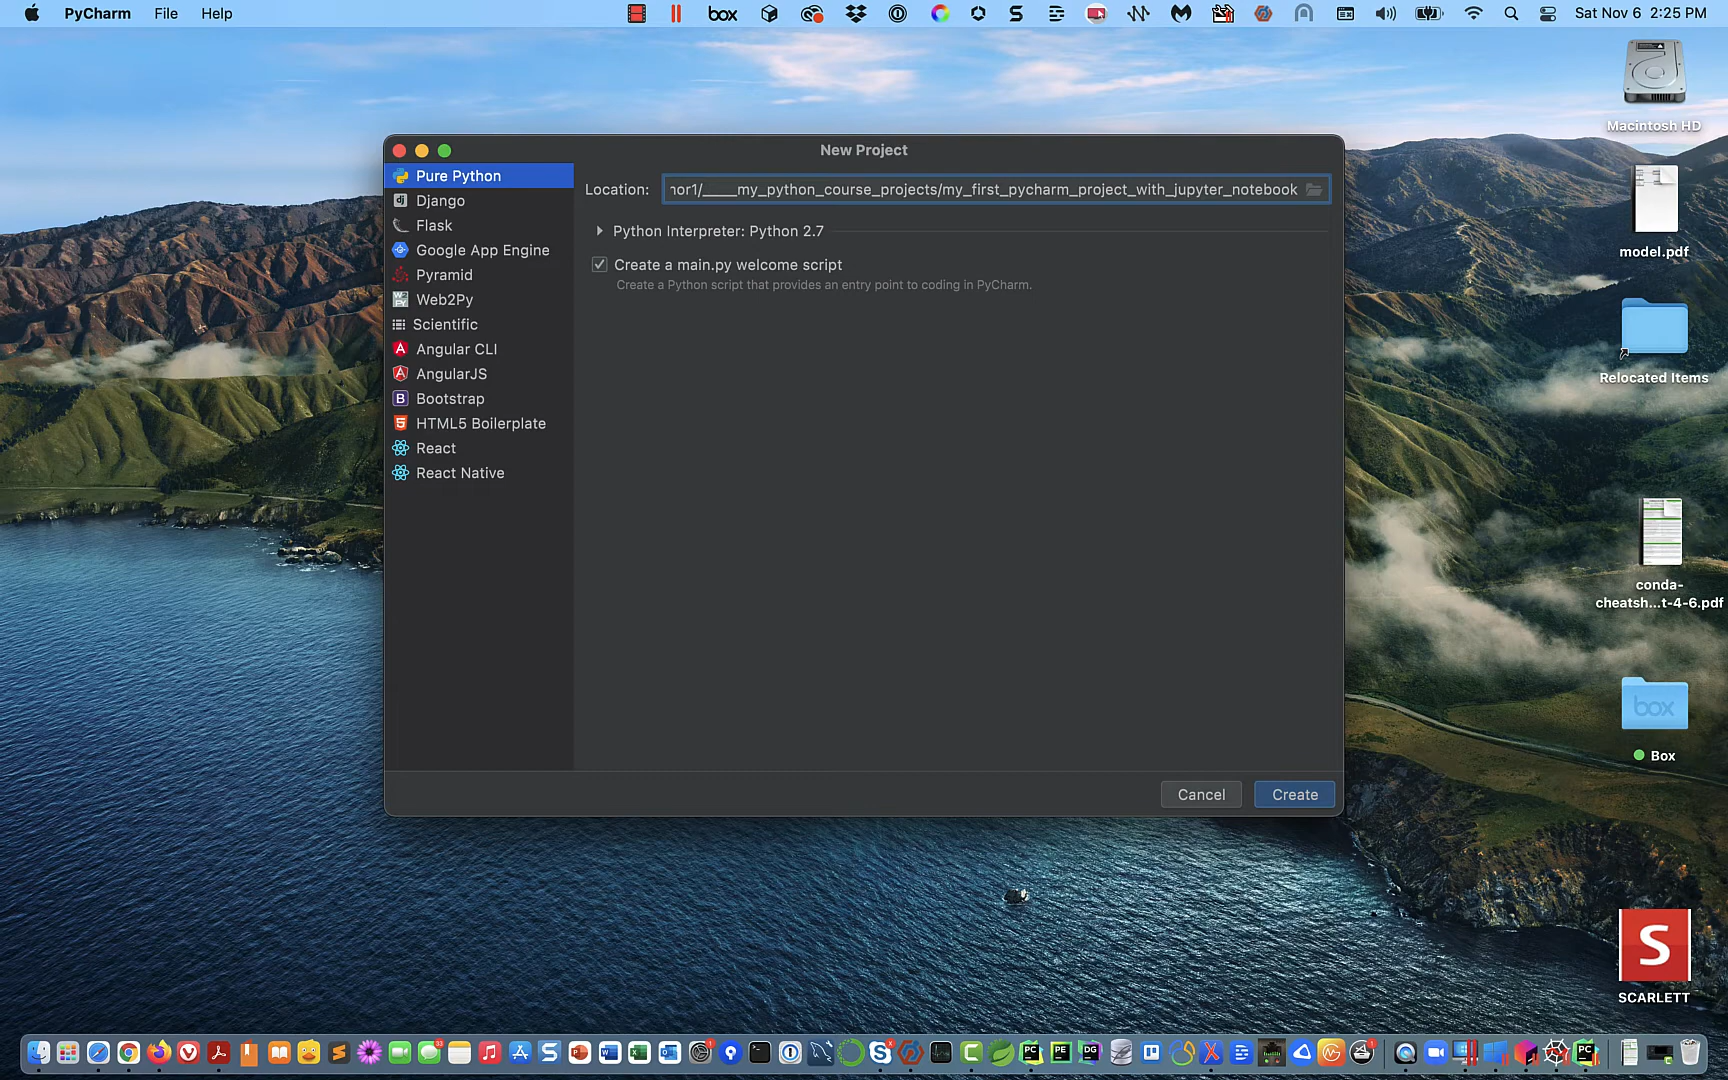 PyCharm File Help
box
Sat Nov 6 2:25 PM
Macintosh HD
New Project
Pure Python
Location: nor1/_____my_python_course_projects/my_first_pycharm_project_with_jupyter_notebook
Django
Flask
Python Interpreter: Python 2.7
model.pdf
Google App Engine
Create a main.py welcome script
Pyramid
Create a Python script that provides an entry point to coding in PyCharm.
Web2Py
Scientific
Angular CLI
AngularJS
Relocated Items
Bootstrap
HTML5 Boilerplate
React
React Native
conda-
cheatsh...t-4-6.pdf
box
Box
Cancel
Create
S
SCARLETT